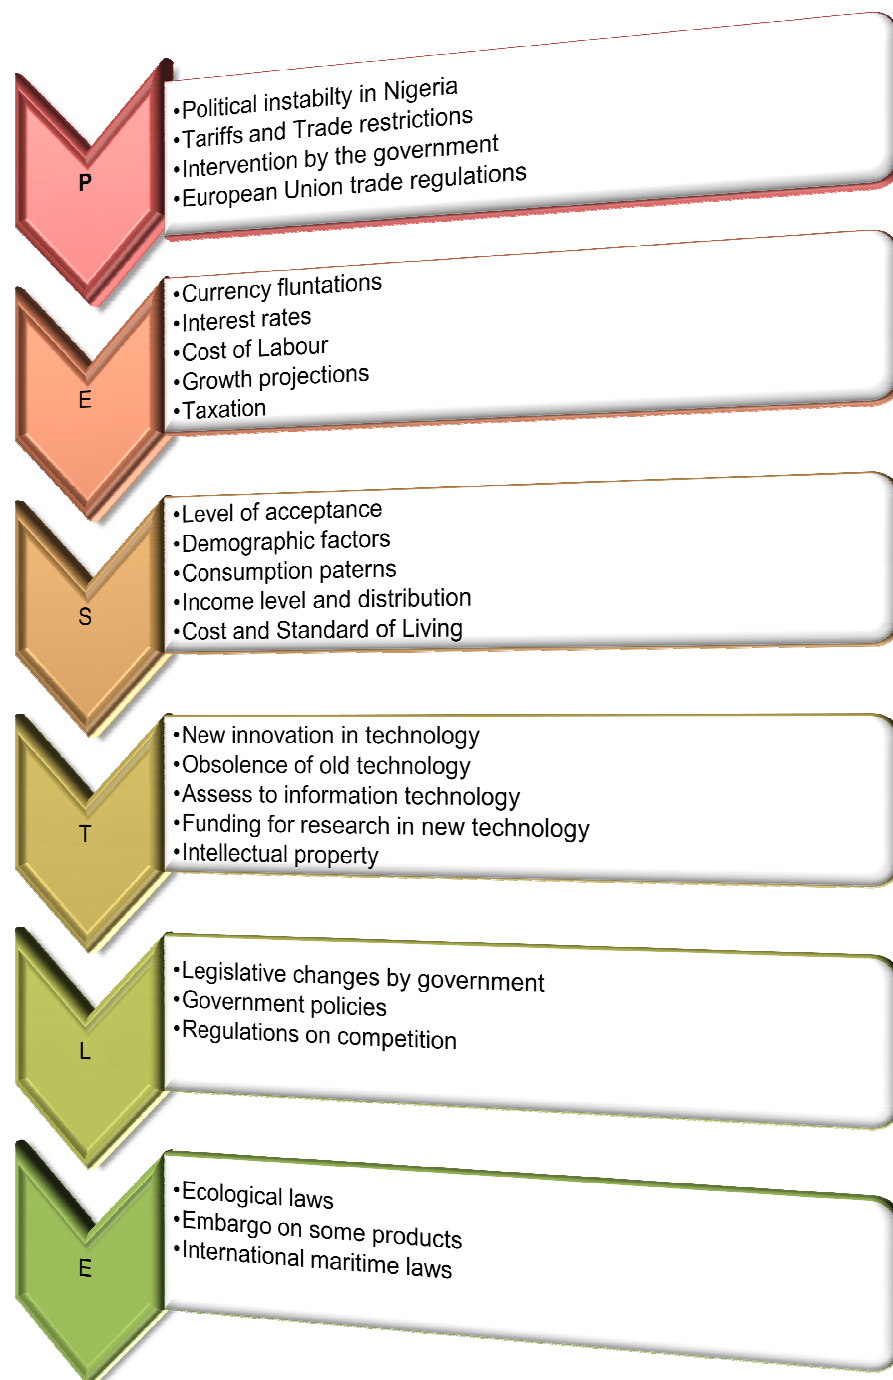 P
•Political instabilty in Nigeria
•Tariffs and Trade restrictions
•Intervention by the government
•European Union trade regulations
E
•Currency fluntations
•Interest rates
•Cost of Labour
•Growth projections
•Taxation
S
•Level of acceptance
•Demographic factors
•Consumption paterns
•Income level and distribution
•Cost and Standard of Living
T
•New innovation in technology
•Obsolence of old technology
•Assess to information technology
•Funding for research in new technology
•Intellectual property
L
•Legislative changes by government
•Government policies
•Regulations on competition
E
•Ecological laws
•Embargo on some products
•International maritime laws